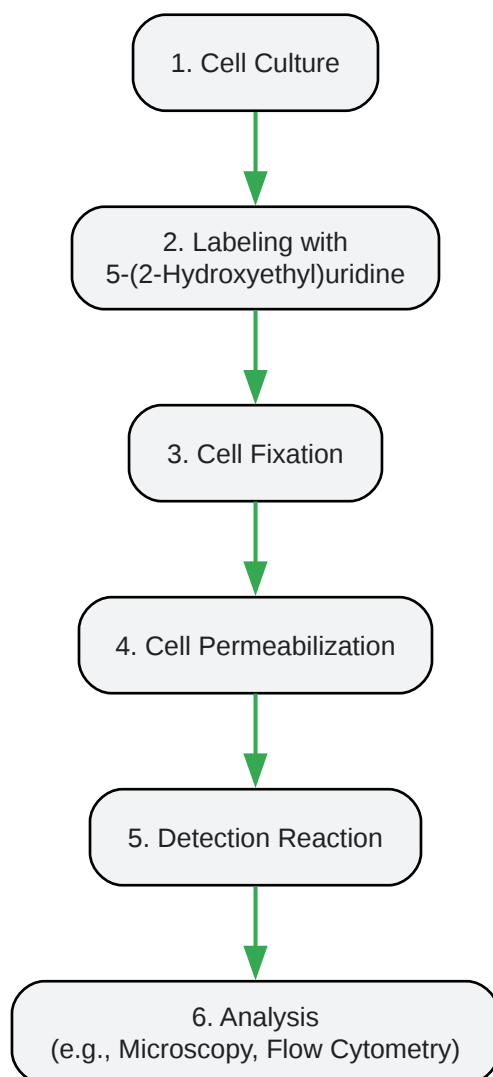 1. Cell Culture
2. Labeling with
5-(2-Hydroxyethyl)uridine
3. Cell Fixation
4. Cell Permeabilization
5. Detection Reaction
6. Analysis
(e.g., Microscopy, Flow Cytometry)